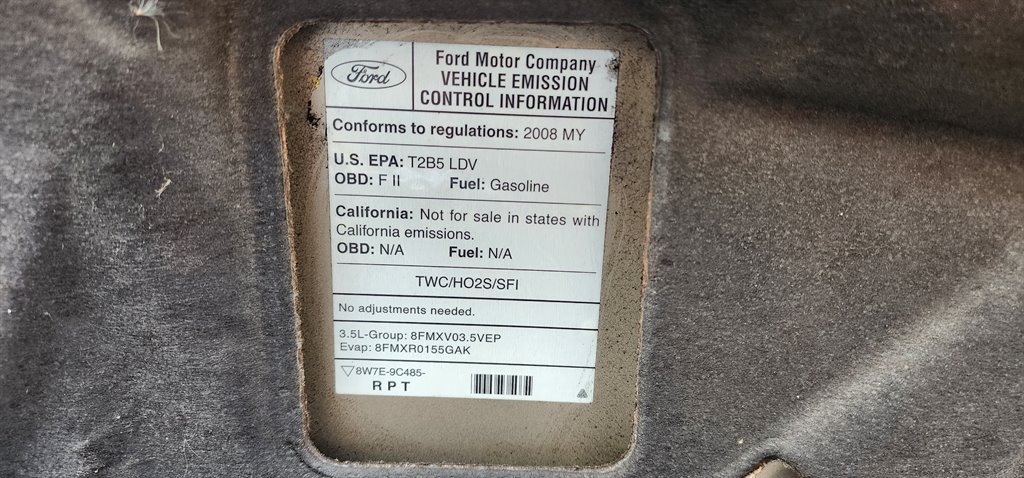 Ford
Ford Motor Company
VEHICLE EMISSION
CONTROL INFORMATION
Conforms to regulations: 2008 MY
U.S. EPA: T2B5 LDV
OBD: F II Fuel: Gasoline
California: Not for sale in states with
California emissions.
OBD: N/A Fuel: N/A
TWC/HO2S/SFI
No adjustments needed.
3.5L-Group: 8FMXV03.5VEP
Evap: 8FMXR0155GAK
8W7E-9C485-
R P T